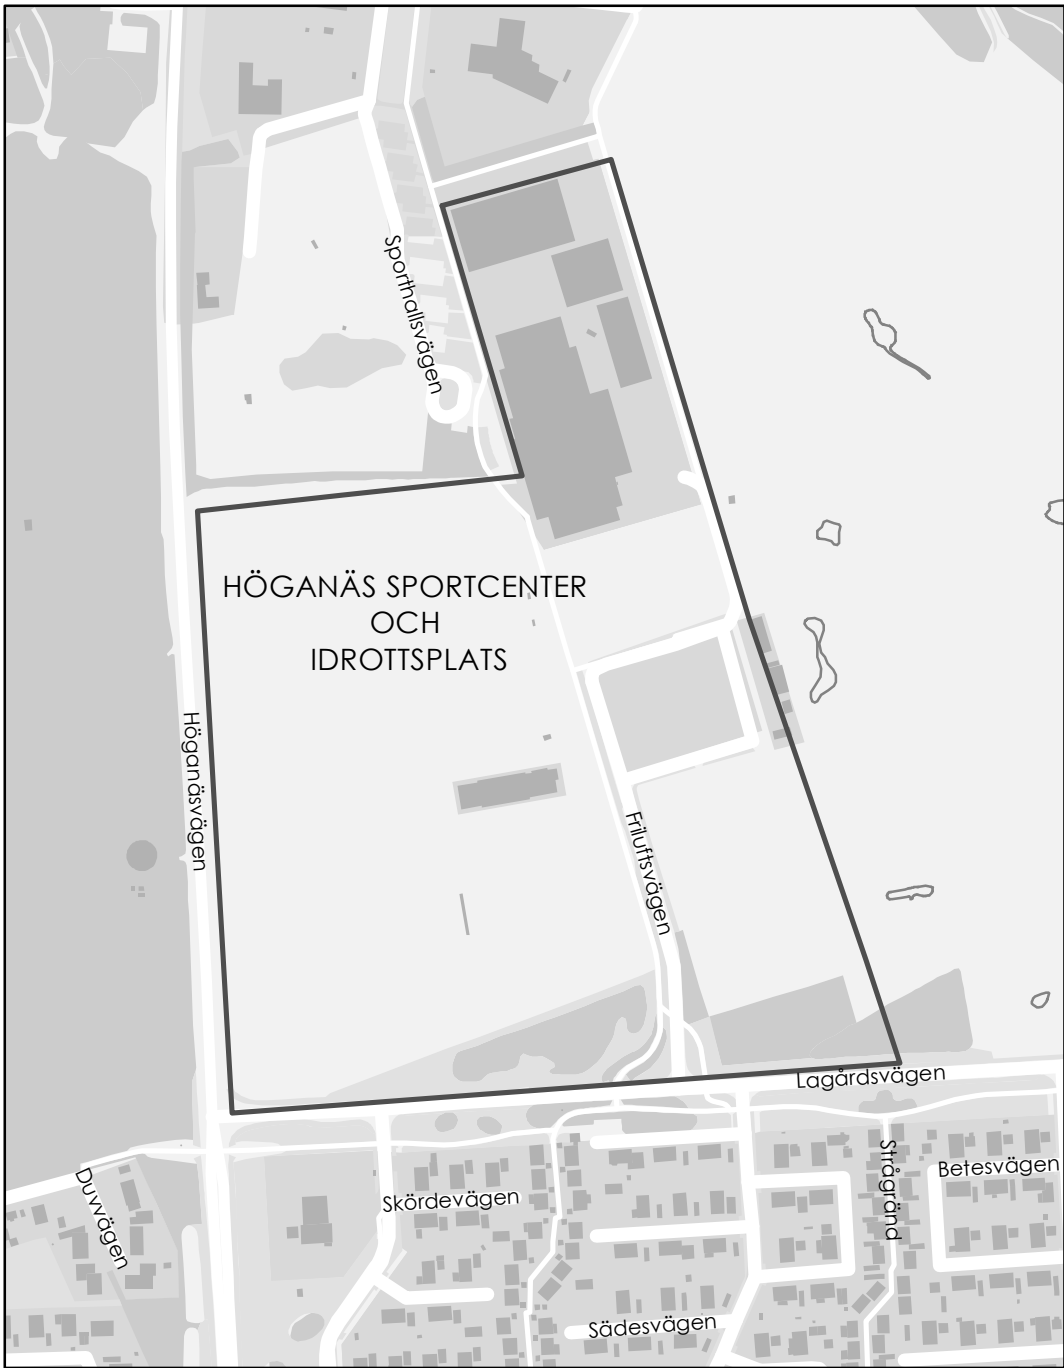 Sporthallsvägen
HÖGANÄS SPORTCENTER
OCH
IDROTTSPLATS
Höganäsvägen
Friluftsvägen
Lagårdsvägen
Duvvägen
Skördevägen
Strågränd
Betesvägen
Sädesvägen